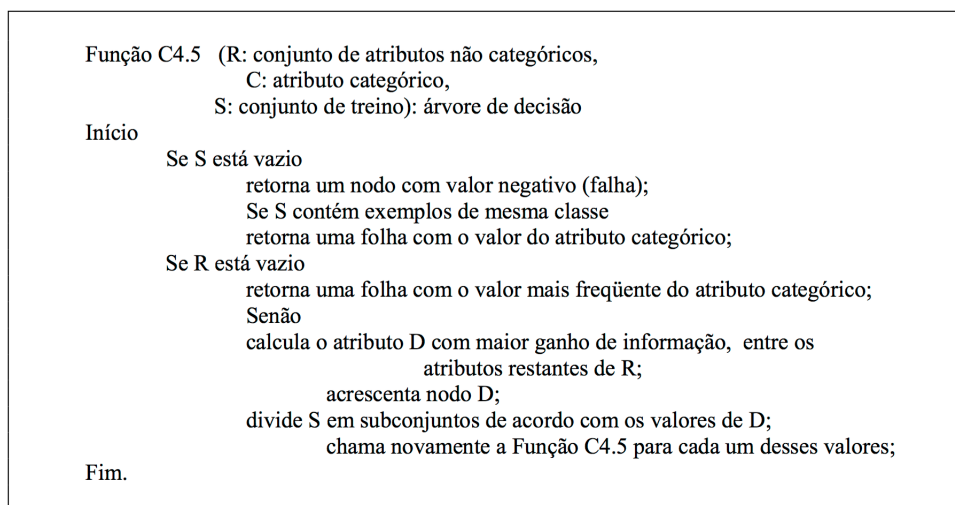 Função C4.5 (R: conjunto de atributos não categóricos,
C: atributo categórico,
S: conjunto de treino): árvore de decisão
Início
Se S está vazio
retorna um nodo com valor negativo (falha);
Se S contém exemplos de mesma classe
retorna uma folha com o valor do atributo categórico;
Se R está vazio
retorna uma folha com o valor mais freqüente do atributo categórico;
Senão
calcula o atributo D com maior ganho de informação, entre os
atributos restantes de R;
acrescenta nodo D;
divide S em subconjuntos de acordo com os valores de D;
chama novamente a Função C4.5 para cada um desses valores;
Fim.